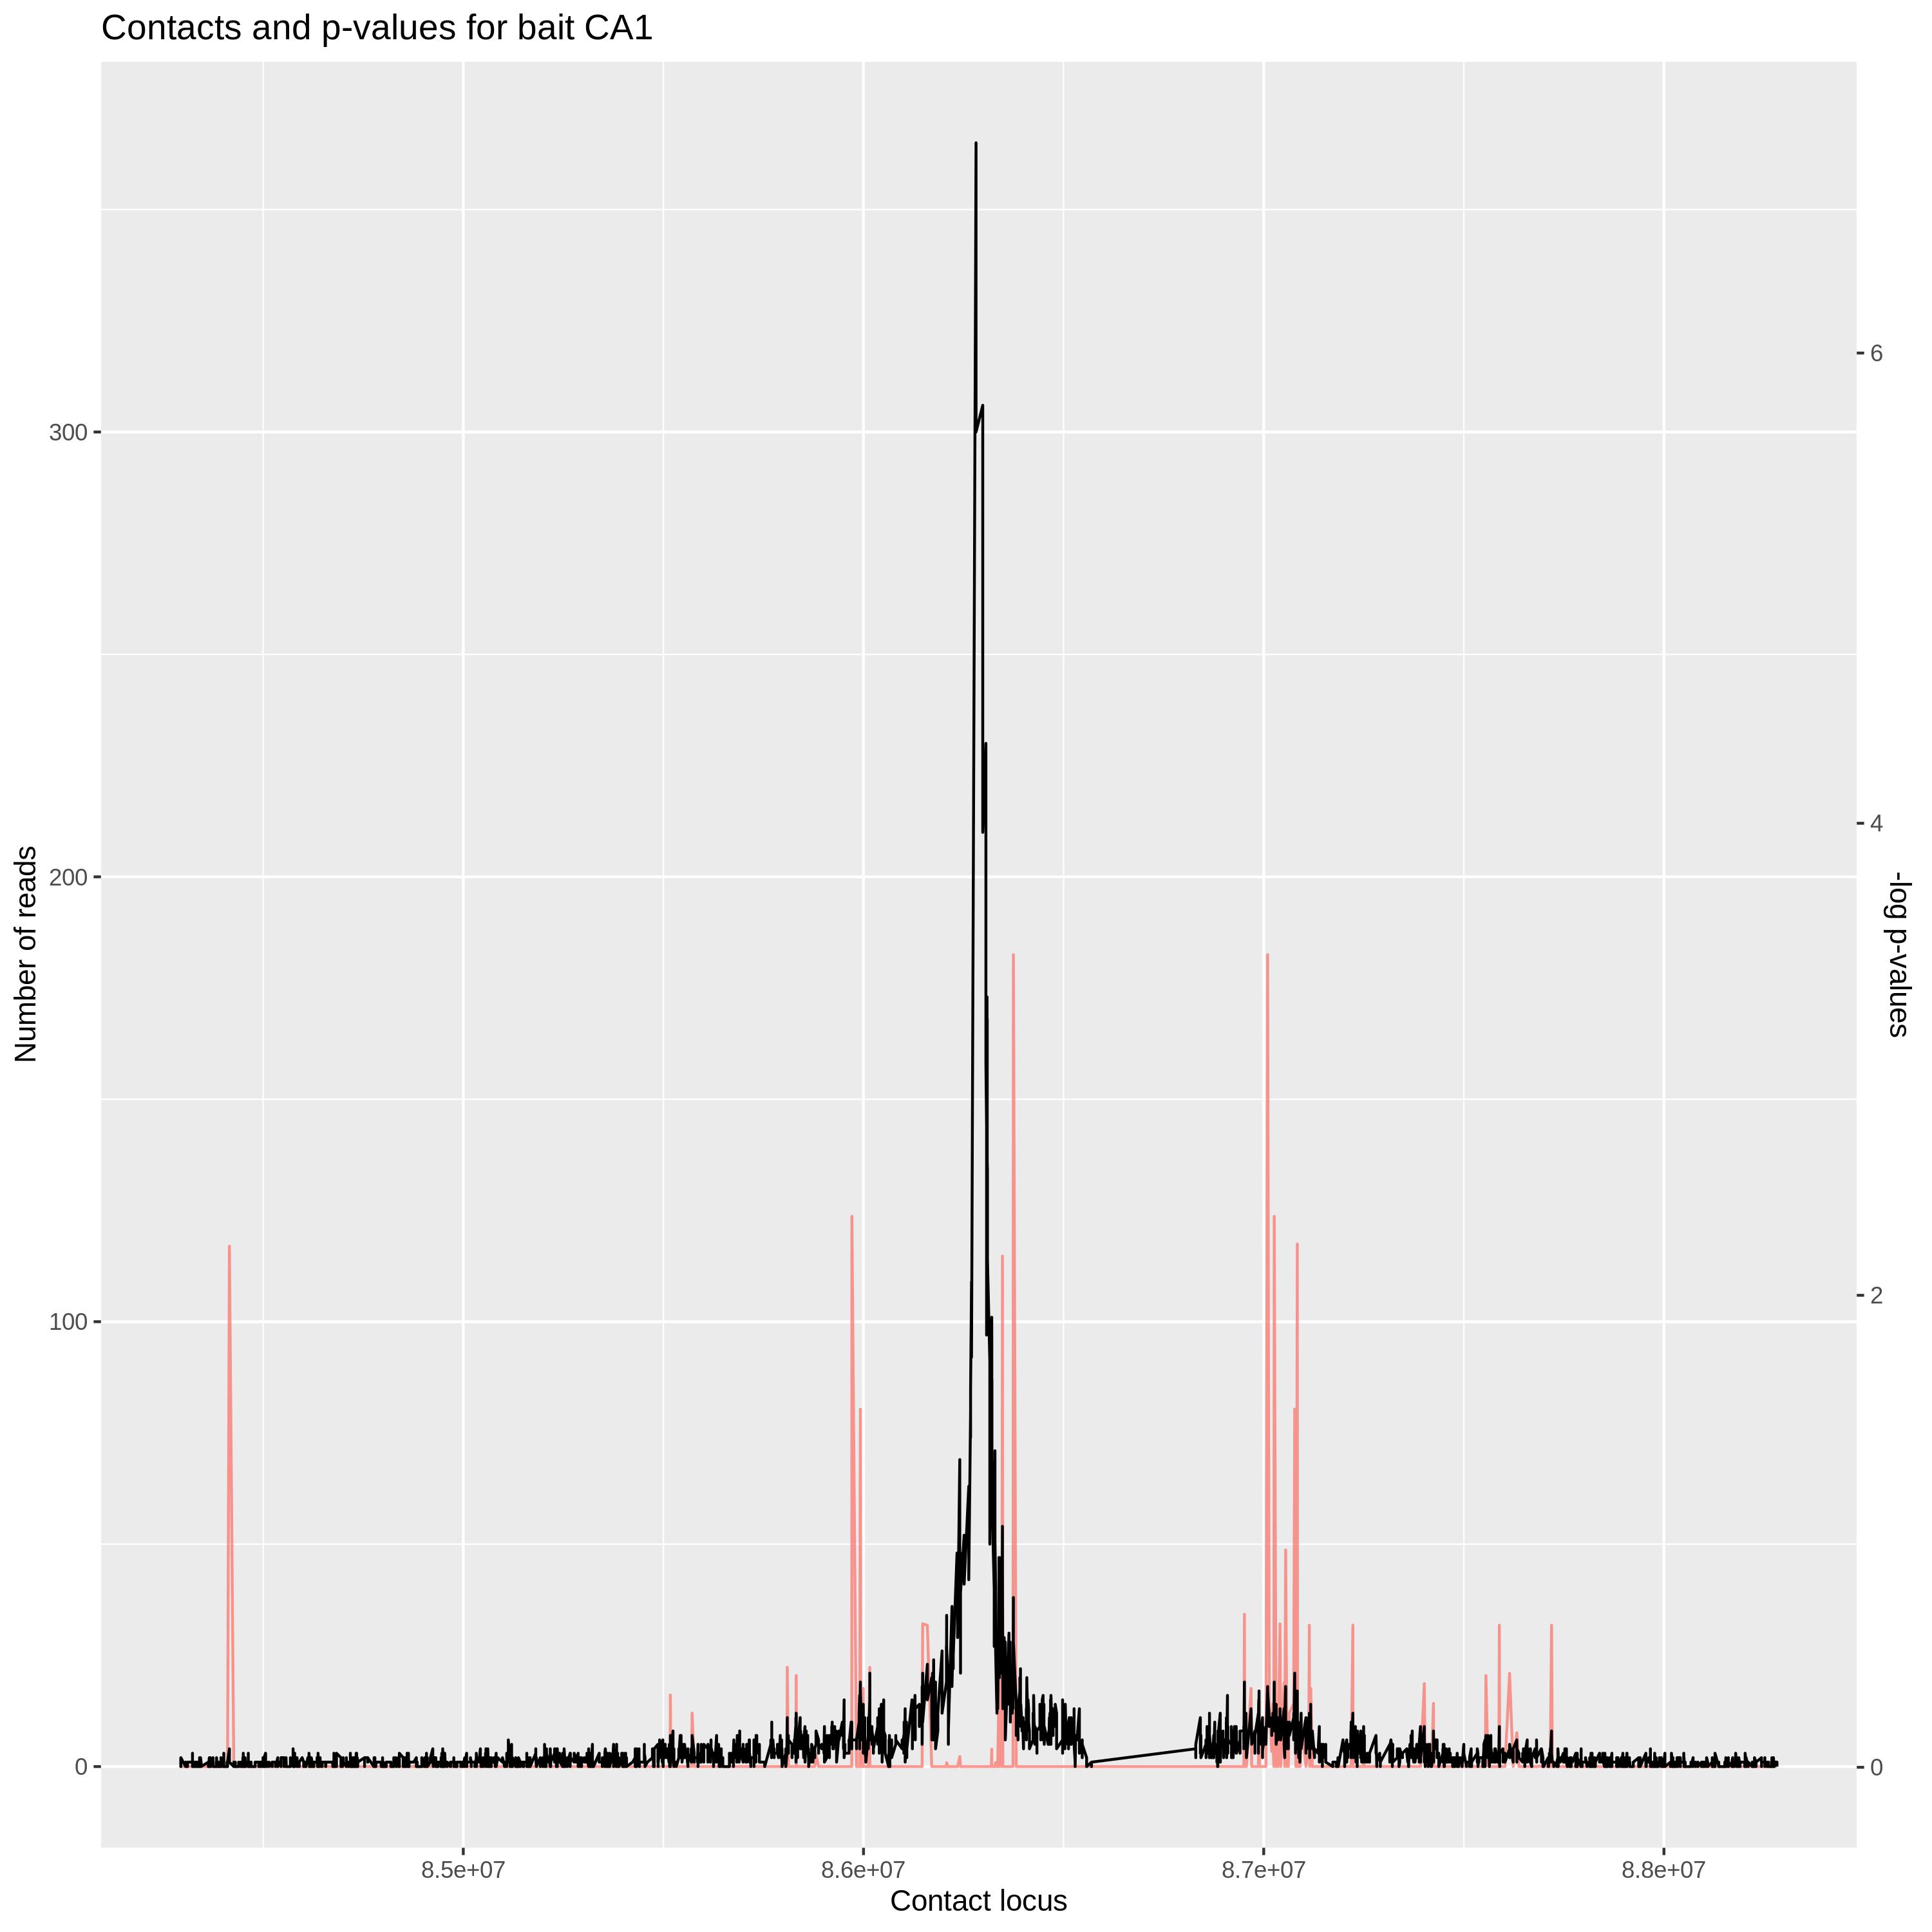 Contacts and p-values for bait CA1
300
200
100
0
6
4
2
0
Number of reads
-log p-values
8.5e+07
8.6e+07
8.7e+07
8.8e+07
Contact locus